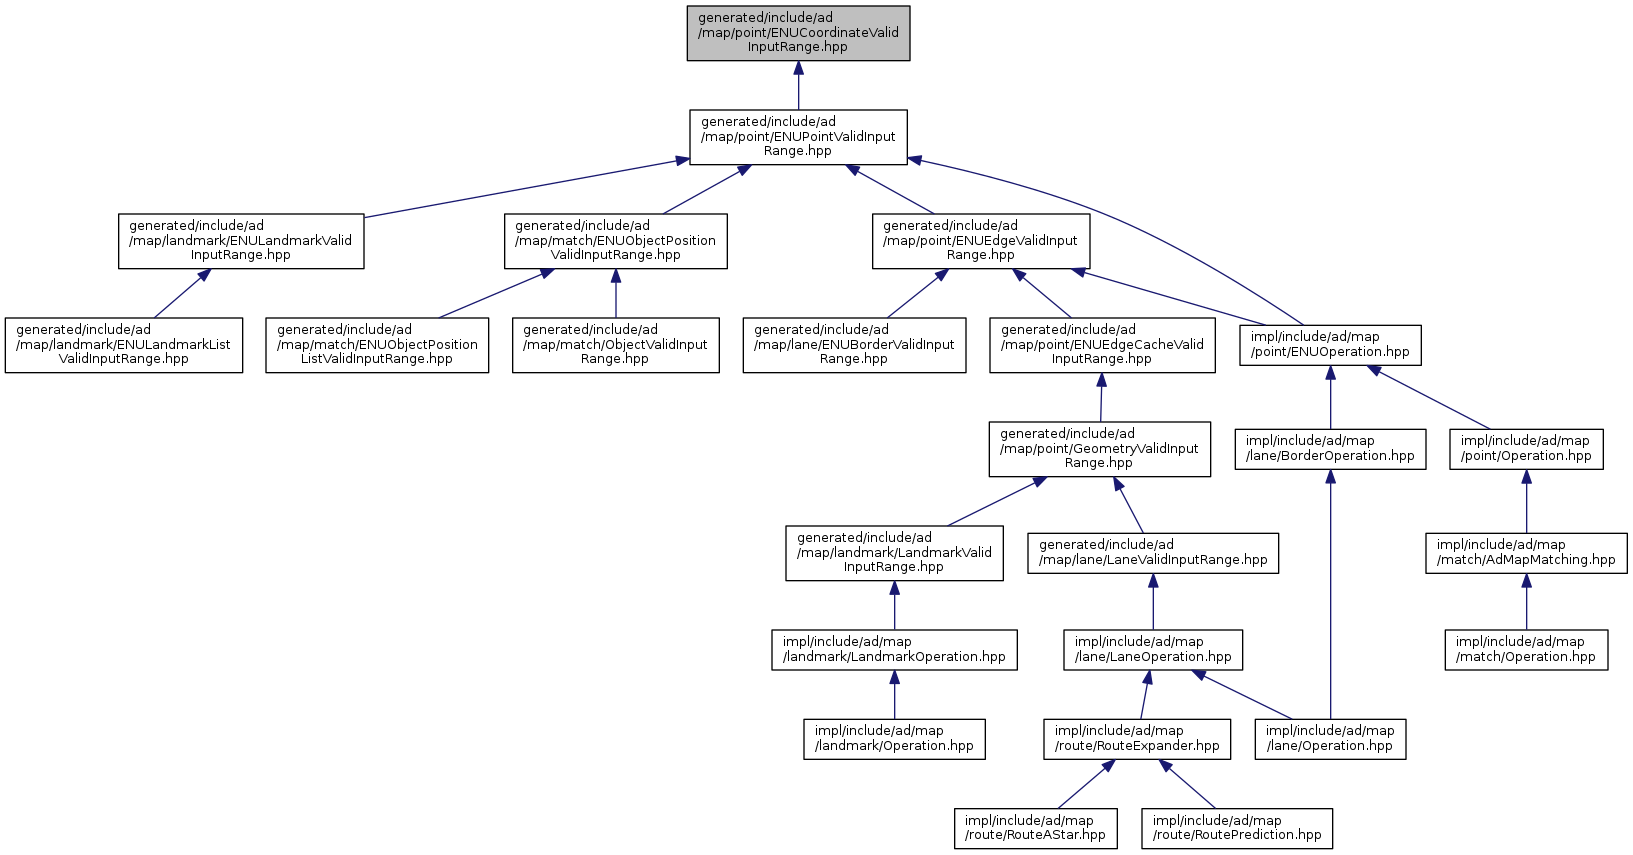 generated/include/ad
/map/point/ENUCoordinateValid
InputRange.hpp
generated/include/ad
/map/point/ENUPointValidInput
Range.hpp
generated/include/ad
/map/landmark/ENULandmarkValid
InputRange.hpp
generated/include/ad
/map/match/ENUObjectPosition
ValidInputRange.hpp
generated/include/ad
/map/point/ENUEdgeValidInput
Range.hpp
generated/include/ad
/map/landmark/ENULandmarkList
ValidInputRange.hpp
generated/include/ad
/map/match/ENUObjectPosition
ListValidInputRange.hpp
generated/include/ad
/map/match/ObjectValidInput
Range.hpp
generated/include/ad
/map/lane/ENUBorderValidInput
Range.hpp
generated/include/ad
/map/point/ENUEdgeCacheValid
InputRange.hpp
impl/include/ad/map
/point/ENUOperation.hpp
generated/include/ad
/map/point/GeometryValidInput
Range.hpp
impl/include/ad/map
/lane/BorderOperation.hpp
impl/include/ad/map
/point/Operation.hpp
generated/include/ad
/map/landmark/LandmarkValid
InputRange.hpp
generated/include/ad
/map/lane/LaneValidInputRange.hpp
impl/include/ad/map
/match/AdMapMatching.hpp
impl/include/ad/map
/landmark/LandmarkOperation.hpp
impl/include/ad/map
/lane/LaneOperation.hpp
impl/include/ad/map
/match/Operation.hpp
impl/include/ad/map
/landmark/Operation.hpp
impl/include/ad/map
/route/RouteExpander.hpp
impl/include/ad/map
/lane/Operation.hpp
impl/include/ad/map
/route/RouteAStar.hpp
impl/include/ad/map
/route/RoutePrediction.hpp